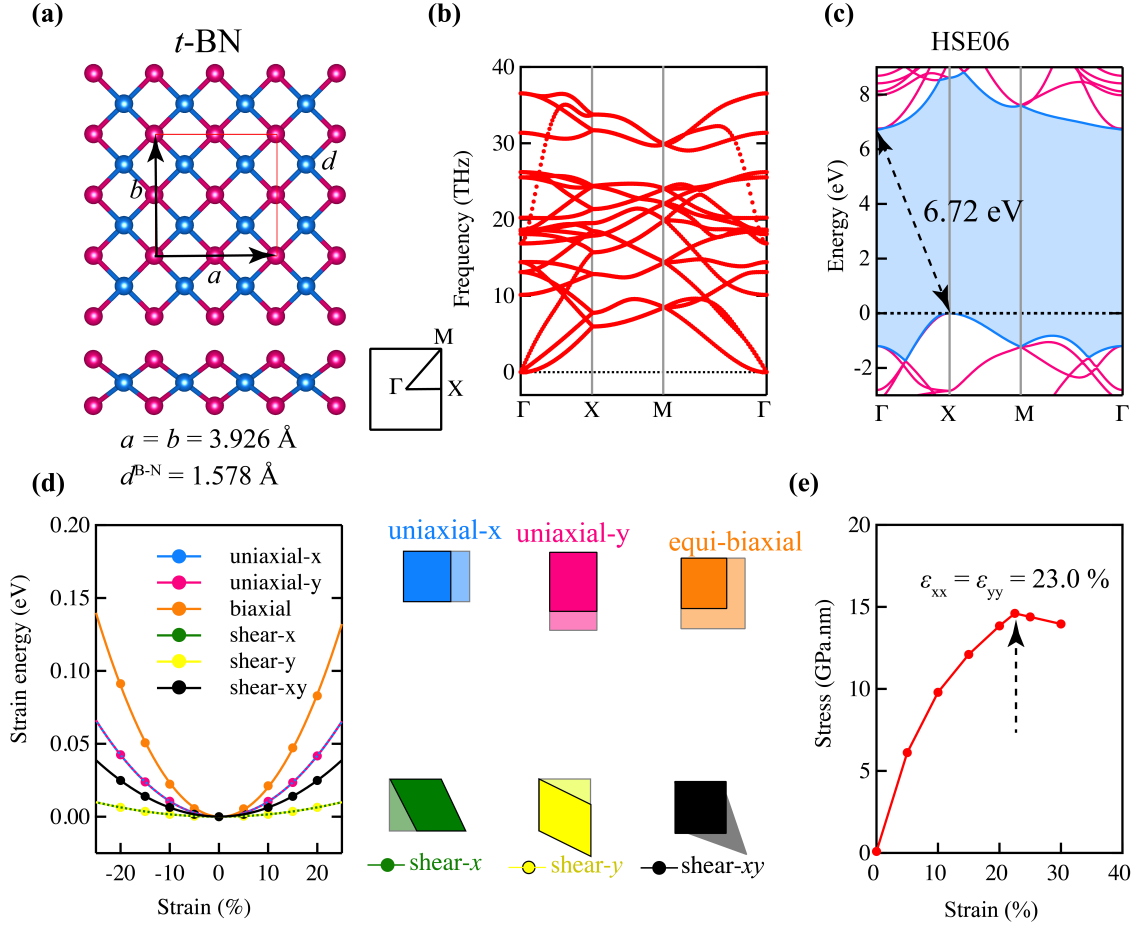 (a)
t-BN
b
d
a
a = b = 3.926 Å
d^B-N = 1.578 Å
M
Γ
X
(b)
40
30
20
10
0
Frequency (THz)
Γ
X
M
Γ
(c)
HSE06
8
6
4
2
0
-2
Energy (eV)
6.72 eV
Γ
X
M
Γ
(d)
0.20
0.15
0.10
0.05
0.00
Strain energy (eV)
uniaxial-x
uniaxial-y
biaxial
shear-x
shear-y
shear-xy
-20
-10
0
10
20
Strain (%)
uniaxial-x
uniaxial-y
equi-biaxial
shear-x
shear-y
shear-xy
(e)
20
15
10
5
0
Stress (GPa.nm)
εxx = εyy = 23.0 %
0
10
20
30
40
Strain (%)